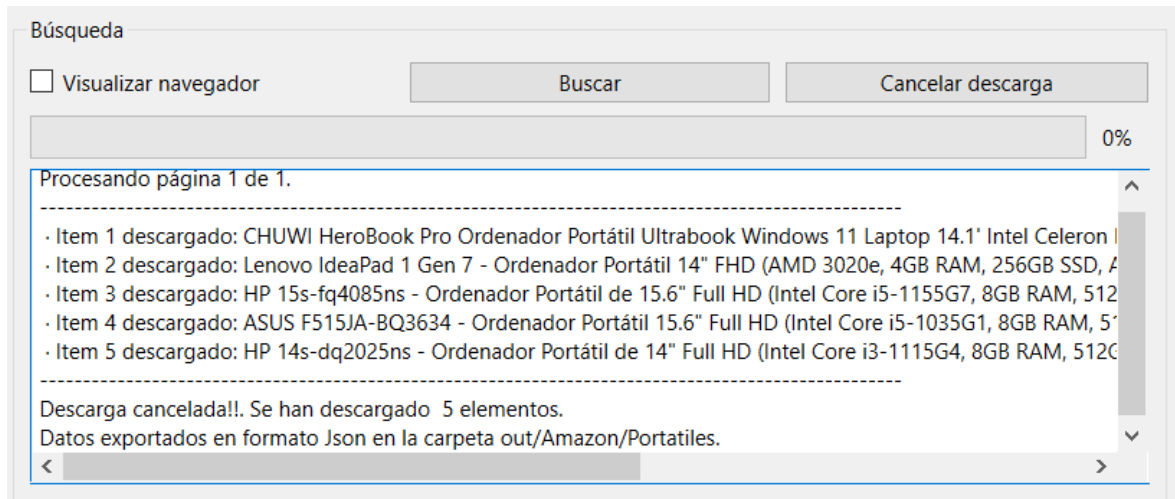 Búsqueda
Visualizar navegador
Buscar
Cancelar descarga
0%
Procesando página 1 de 1.
----------------------------------------------------------------------------------------------------
· Item 1 descargado: CHUWI HeroBook Pro Ordenador Portátil Ultrabook Windows 11 Laptop 14.1' Intel Celeron
· Item 2 descargado: Lenovo IdeaPad 1 Gen 7 - Ordenador Portátil 14" FHD (AMD 3020e, 4GB RAM, 256GB SSD,
· Item 3 descargado: HP 15s-fq4085ns - Ordenador Portátil de 15.6" Full HD (Intel Core i5-1155G7, 8GB RAM, 512
· Item 4 descargado: ASUS F515JA-BQ3634 - Ordenador Portátil 15.6" Full HD (Intel Core i5-1035G1, 8GB RAM,
· Item 5 descargado: HP 14s-dq2025ns - Ordenador Portátil de 14" Full HD (Intel Core i3-1115G4, 8GB RAM, 512
----------------------------------------------------------------------------------------------------
Descarga cancelada!!. Se han descargado  5 elementos.
Datos exportados en formato Json en la carpeta out/Amazon/Portatiles.